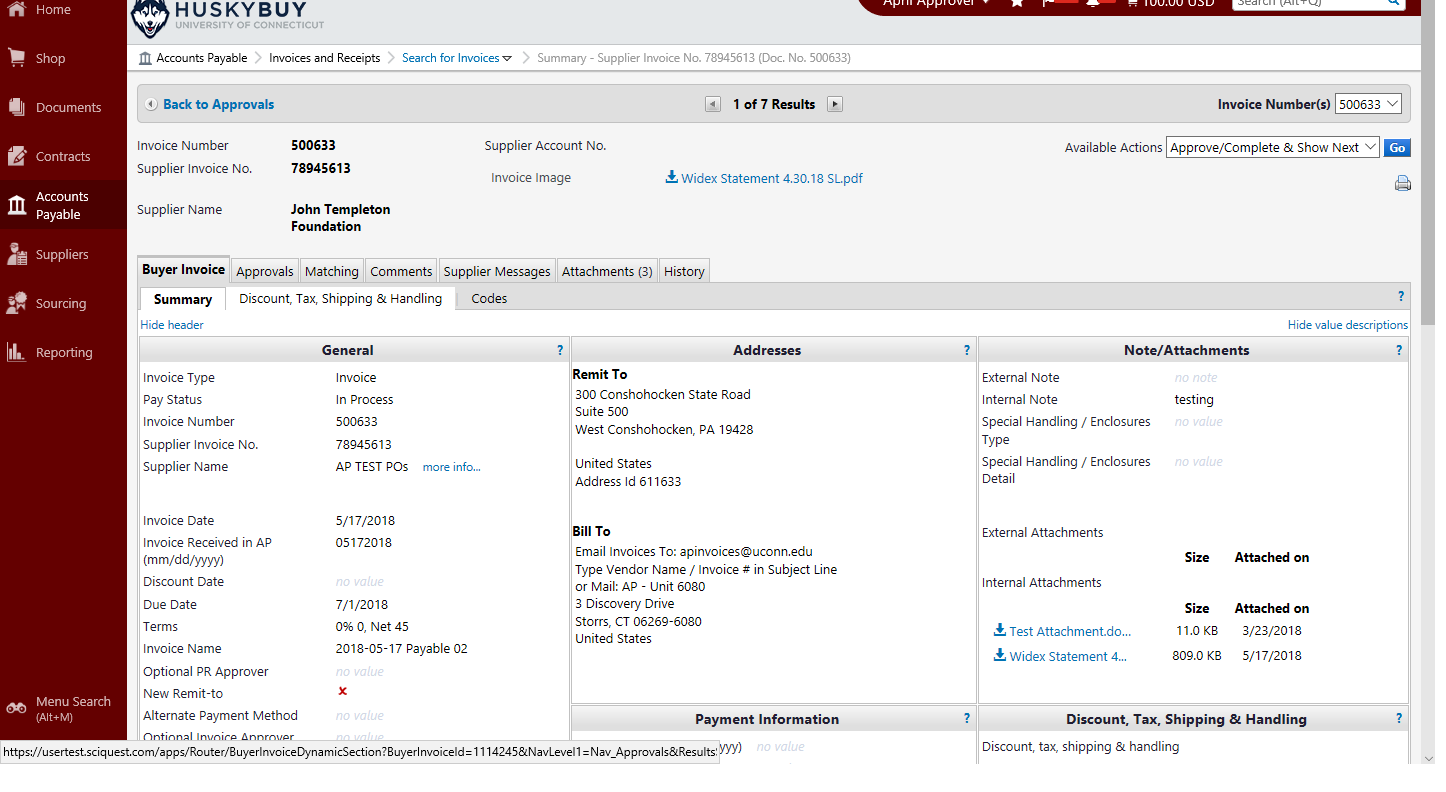 Home
Shop
Documents
Contracts
Accounts
Payable
Suppliers
Sourcing
Reporting
Menu Search
(Alt+M)
HUSKYBUY
UNIVERSITY OF CONNECTICUT
April Approver
100.00 USD
Search (Alt+Q)
Accounts Payable Invoices and Receipts Search for Invoices Summary - Supplier Invoice No. 78945613 (Doc. No. 500633)
Back to Approvals 1 of 7 Results Invoice Number(s) 500633
Invoice Number 500633 Supplier Account No. Available Actions Approve/Complete & Show Next Go
Supplier Invoice No. 78945613 Invoice Image Widex Statement 4.30.18 SL.pdf
Supplier Name John Templeton
Foundation
Buyer Invoice Approvals Matching Comments Supplier Messages Attachments (3) History
Summary Discount, Tax, Shipping & Handling Codes ?
Hide header Hide value descriptions
General ?
Invoice Type Invoice
Pay Status In Process
Invoice Number 500633
Supplier Invoice No. 78945613
Supplier Name AP TEST POs more info...
Invoice Date 5/17/2018
Invoice Received in AP 05172018
(mm/dd/yyyy)
Discount Date no value
Due Date 7/1/2018
Terms 0% 0, Net 45
Invoice Name 2018-05-17 Payable 02
Optional PR Approver no value
New Remit-to
Alternate Payment Method no value
Optional Invoice Approver no value
Addresses ?
Remit To
300 Conshohocken State Road
Suite 500
West Conshohocken, PA 19428
United States
Address Id 611633
Bill To
Email Invoices To: apinvoices@uconn.edu
Type Vendor Name / Invoice # in Subject Line
or Mail: AP - Unit 6080
3 Discovery Drive
Storrs, CT 06269-6080
United States
Payment Information ?
yyy) no value
Note/Attachments ?
External Note no note
Internal Note testing
Special Handling / Enclosures no value
Type
Special Handling / Enclosures no value
Detail
External Attachments
Size Attached on
Internal Attachments
Size Attached on
Test Attachment.do... 11.0 KB 3/23/2018
Widex Statement 4... 809.0 KB 5/17/2018
Discount, Tax, Shipping & Handling ?
Discount, tax, shipping & handling
https://usertest.sciquest.com/apps/Router/BuyerInvoiceDynamicSection?BuyerInvoiceId=1114245&NavLevel1=Nav_Approvals&Results